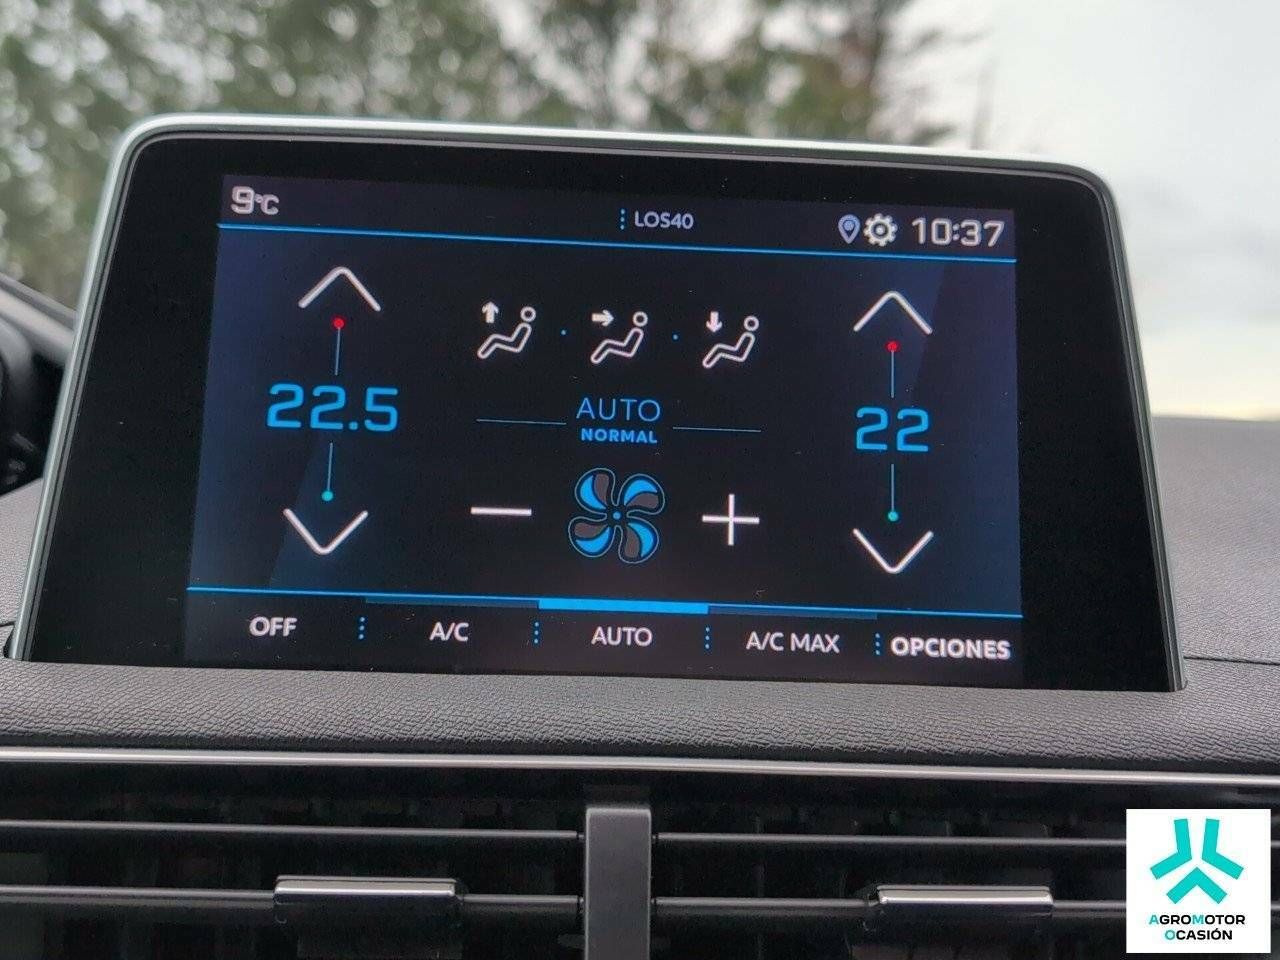 9°C
LOS40
10:37
22.5
AUTO
NORMAL
22
OFF
A/C
AUTO
A/C MAX
OPCIONES
AGROMOTOR
OCASIÓN